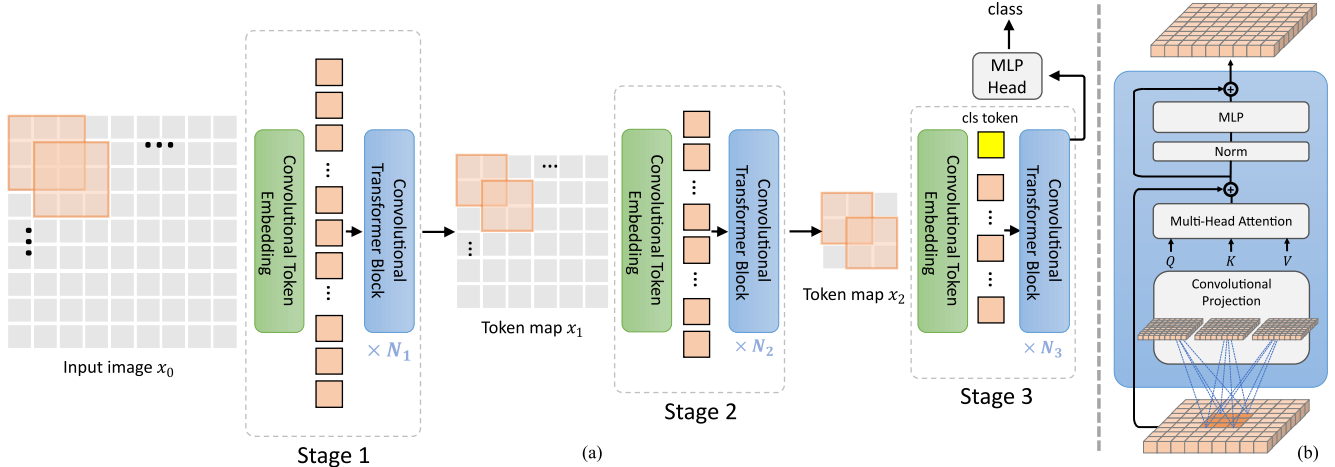 Input image x₀
Convolutional Token
Embedding
Convolutional
Transformer Block
× N₁
Stage 1
Token map x₁
Convolutional Token
Embedding
Convolutional
Transformer Block
× N₂
Stage 2
(a)
Token map x₂
class
MLP
Head
cls token
Convolutional Token
Embedding
Convolutional
Transformer Block
× N₃
Stage 3
MLP
Norm
Multi-Head Attention
Q K V
Convolutional
Projection
(b)